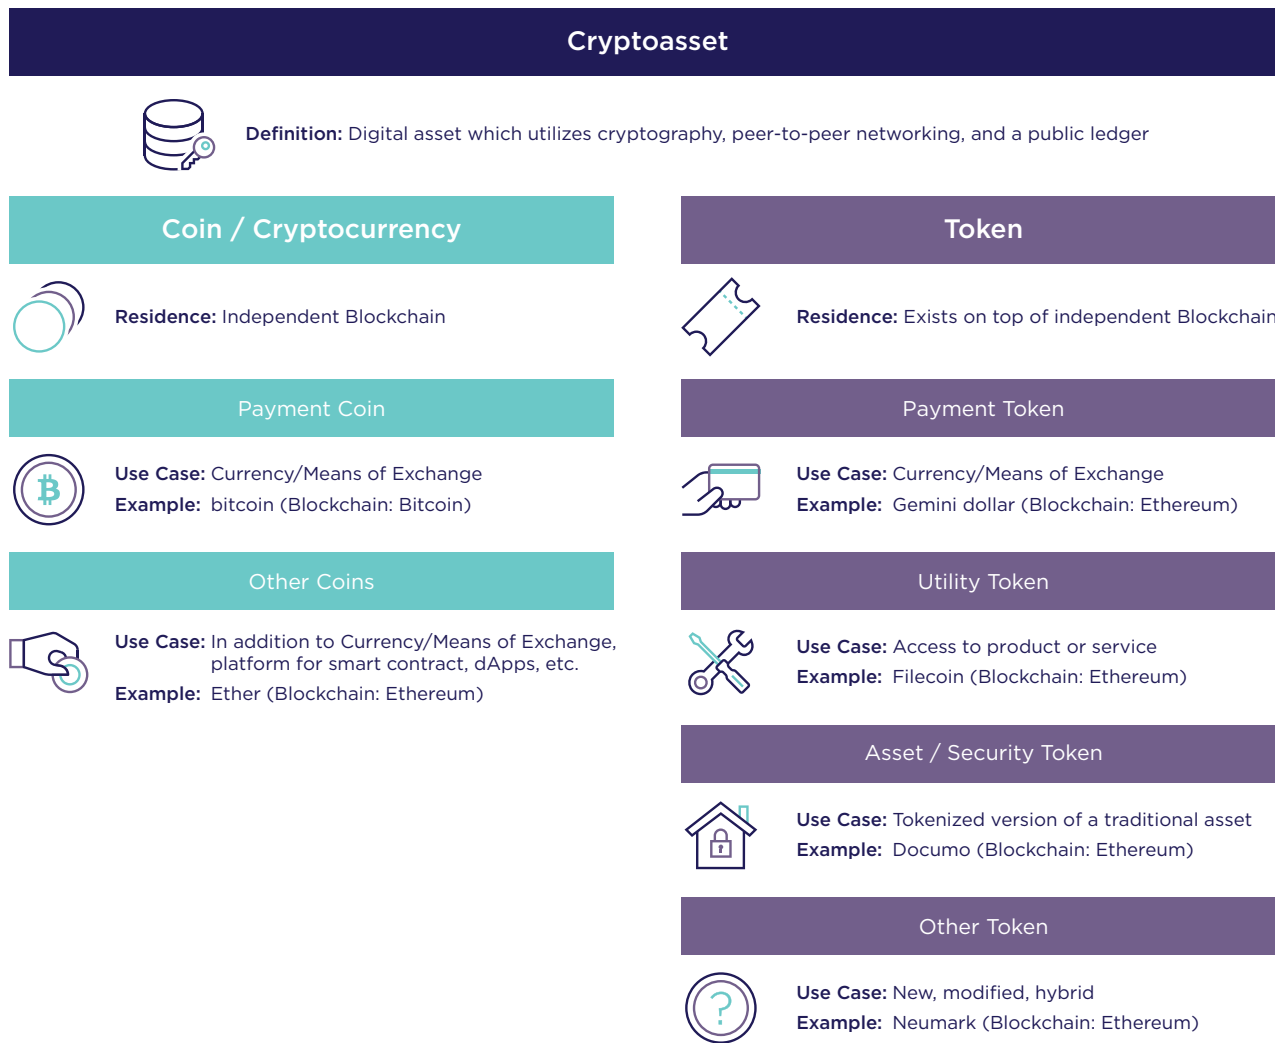 Cryptoasset
Definition: Digital asset which utilizes cryptography, peer-to-peer networking, and a public ledger
Coin / Cryptocurrency
Residence: Independent Blockchain
Payment Coin
Use Case: Currency/Means of Exchange
Example: bitcoin (Blockchain: Bitcoin)
Other Coins
Use Case: In addition to Currency/Means of Exchange,
platform for smart contract, dApps, etc.
Example: Ether (Blockchain: Ethereum)
Token
Residence: Exists on top of independent Blockchain
Payment Token
Use Case: Currency/Means of Exchange
Example: Gemini dollar (Blockchain: Ethereum)
Utility Token
Use Case: Access to product or service
Example: Filecoin (Blockchain: Ethereum)
Asset / Security Token
Use Case: Tokenized version of a traditional asset
Example: Documo (Blockchain: Ethereum)
Other Token
?
Use Case: New, modified, hybrid
Example: Neumark (Blockchain: Ethereum)